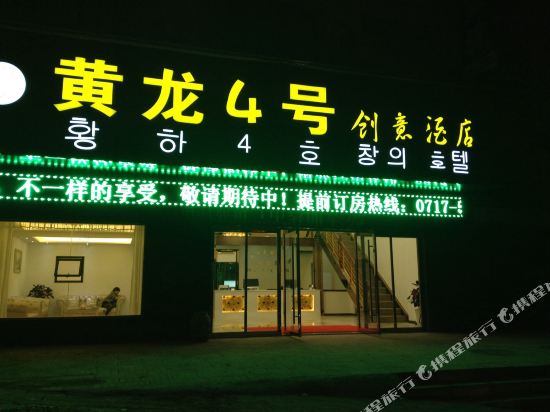 黄龙4号创意酒店
황하4호창의호텔
不一样的享受，敬请期待中！提前订房热线：0717-
携程旅行
携程旅行